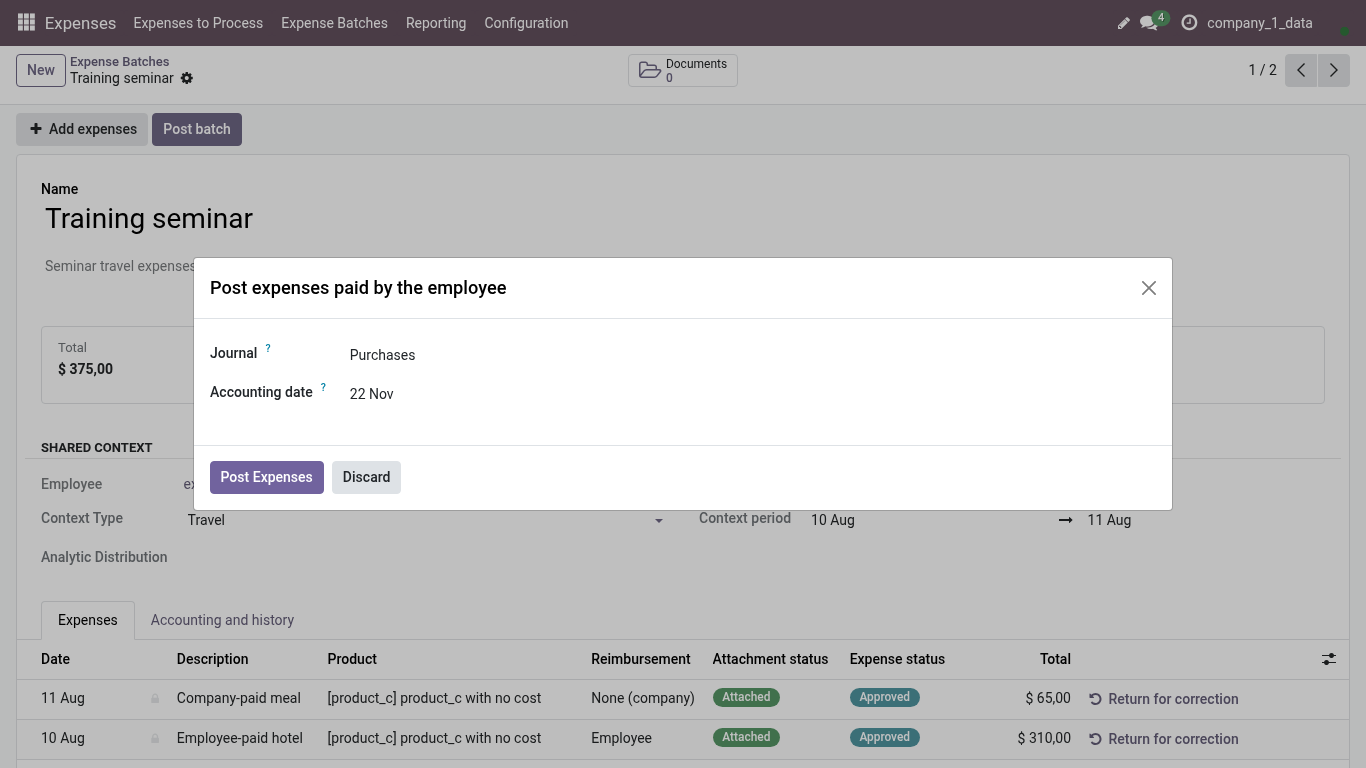 Expenses Expenses to Process Expense Batches Reporting Configuration 4 company_1_data
New Expense Batches Training seminar Documents 0 1 / 2
Add expenses Post batch
Name
Training seminar
Seminar travel expenses
Post expenses paid by the employee
Journal ? Purchases
Accounting date ? 22 Nov
Post Expenses Discard
Total
$ 375,00
SHARED CONTEXT
Employee
Context Type Travel Context period 10 Aug 11 Aug
Analytic Distribution
Expenses Accounting and history
Date Description Product Reimbursement Attachment status Expense status Total
11 Aug Company-paid meal [product_c] product_c with no cost None (company) Attached Approved $ 65,00 Return for correction
10 Aug Employee-paid hotel [product_c] product_c with no cost Employee Attached Approved $ 310,00 Return for correction